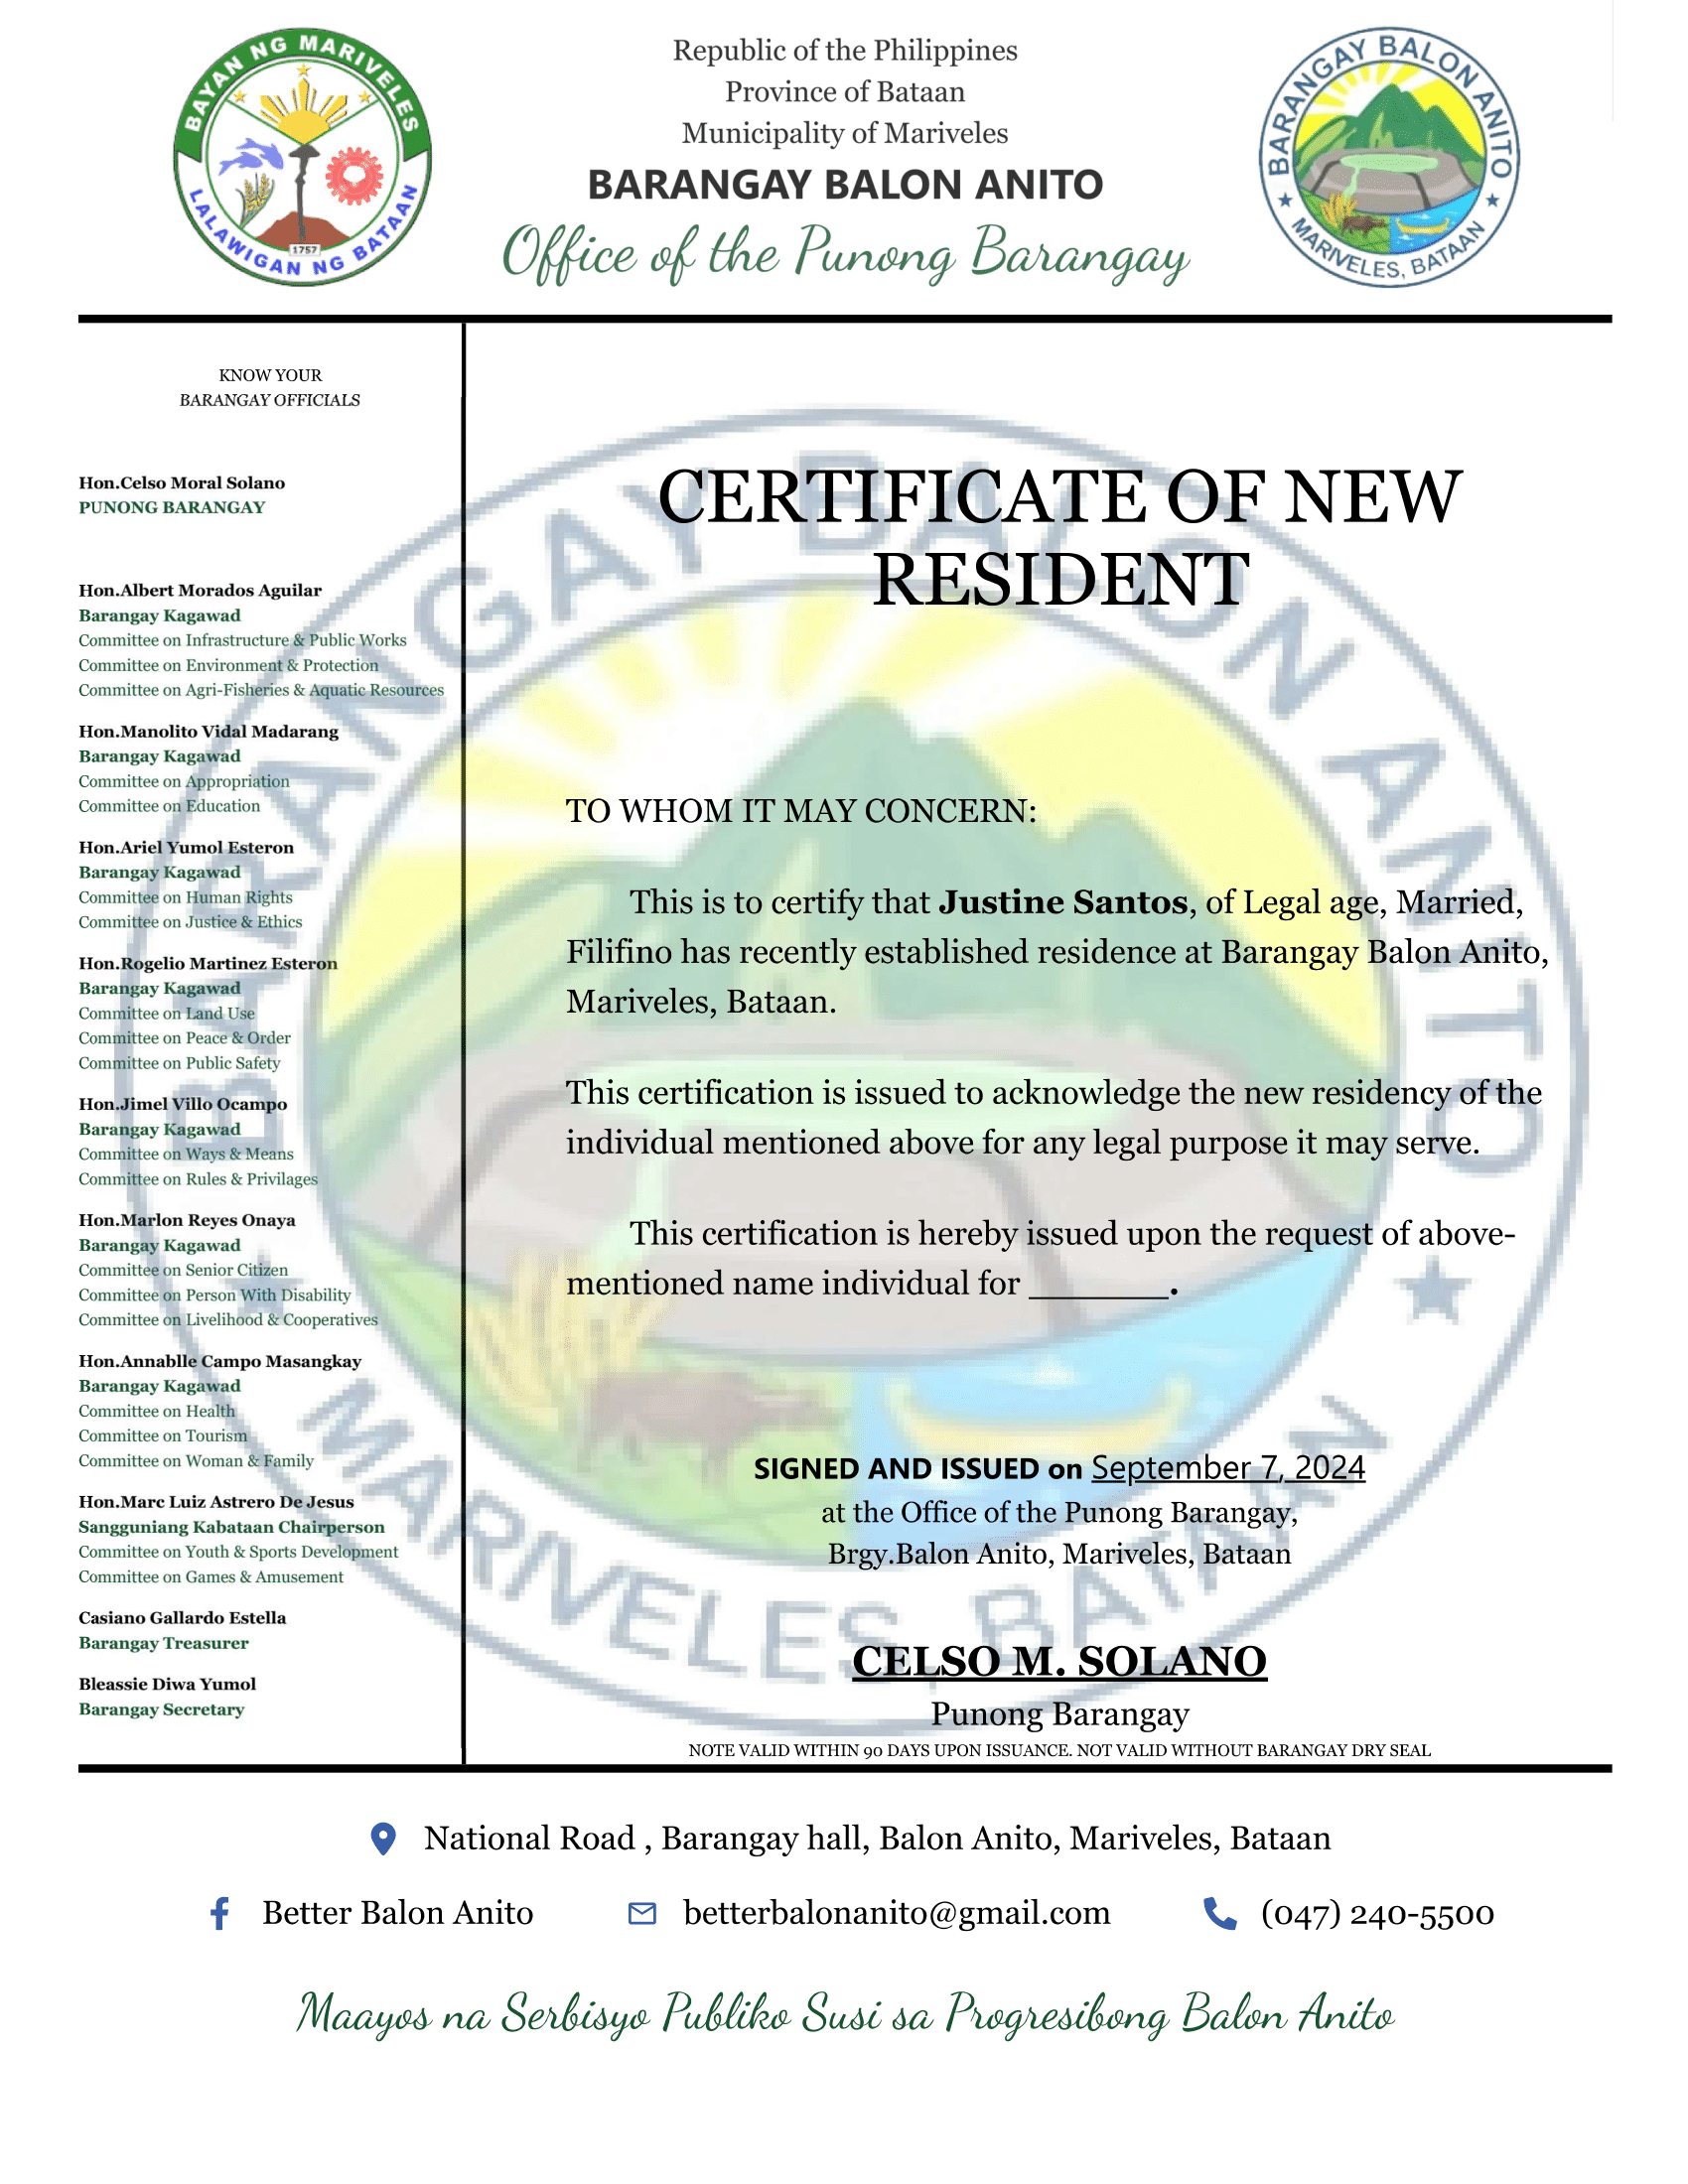 BAYAN NG MARIVELES
1757
LALAWIGAN NG BATAAN
Republic of the Philippines
Province of Bataan
Municipality of Mariveles
BARANGAY BALON ANITO
Office of the Punong Barangay
BARANGAY BALON ANITO
★ MARIVELES, BATAAN ★
KNOW YOUR
BARANGAY OFFICIALS
Hon.Celso Moral Solano
PUNONG BARANGAY
Hon.Albert Morados Aguilar
Barangay Kagawad
Committee on Infrastructure & Public Works
Committee on Environment & Protection
Committee on Agri-Fisheries & Aquatic Resources
Hon.Manolito Vidal Madarang
Barangay Kagawad
Committee on Appropriation
Committee on Education
Hon.Ariel Yumol Esteron
Barangay Kagawad
Committee on Human Rights
Committee on Justice & Ethics
Hon.Rogelio Martinez Esteron
Barangay Kagawad
Committee on Land Use
Committee on Peace & Order
Committee on Public Safety
Hon.Jimel Villo Ocampo
Barangay Kagawad
Committee on Ways & Means
Committee on Rules & Privilages
Hon.Marlon Reyes Onaya
Barangay Kagawad
Committee on Senior Citizen
Committee on Person With Disability
Committee on Livelihood & Cooperatives
Hon.Annablle Campo Masangkay
Barangay Kagawad
Committee on Health
Committee on Tourism
Committee on Woman & Family
Hon.Marc Luiz Astrero De Jesus
Sangguniang Kabataan Chairperson
Committee on Youth & Sports Development
Committee on Games & Amusement
Casiano Gallardo Estella
Barangay Treasurer
Bleassie Diwa Yumol
Barangay Secretary
BARANGAY BALON ANITO
★ MARIVELES, BATAAN ★
CERTIFICATE OF NEW
RESIDENT
TO WHOM IT MAY CONCERN:
This is to certify that Justine Santos, of Legal age, Married,
Filifino has recently established residence at Barangay Balon Anito,
Mariveles, Bataan.
This certification is issued to acknowledge the new residency of the
individual mentioned above for any legal purpose it may serve.
This certification is hereby issued upon the request of above-
mentioned name individual for ________.
SIGNED AND ISSUED on September 7, 2024
at the Office of the Punong Barangay,
Brgy.Balon Anito, Mariveles, Bataan
CELSO M. SOLANO
Punong Barangay
NOTE VALID WITHIN 90 DAYS UPON ISSUANCE. NOT VALID WITHOUT BARANGAY DRY SEAL
National Road , Barangay hall, Balon Anito, Mariveles, Bataan
Better Balon Anito
betterbalonanito@gmail.com
(047) 240-5500
Maayos na Serbisyo Publiko Susi sa Progresibong Balon Anito